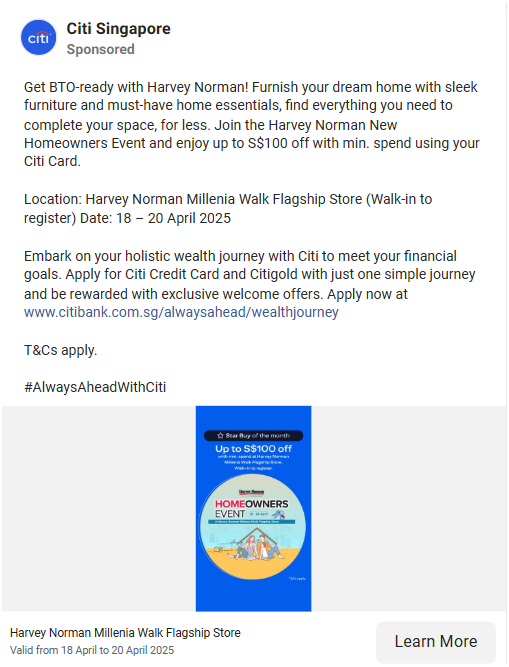 citi
Citi Singapore
Sponsored
Get BTO-ready with Harvey Norman! Furnish your dream home with sleek
furniture and must-have home essentials, find everything you need to
complete your space, for less. Join the Harvey Norman New
Homeowners Event and enjoy up to S$100 off with min. spend using your
Citi Card.
Location: Harvey Norman Millenia Walk Flagship Store (Walk-in to
register) Date: 18 – 20 April 2025
Embark on your holistic wealth journey with Citi to meet your financial
goals. Apply for Citi Credit Card and Citigold with just one simple journey
and be rewarded with exclusive welcome offers. Apply now at
www.citibank.com.sg/alwaysahead/wealthjourney
T&Cs apply.
#AlwaysAheadWithCiti
Star Buy of the month
Up to S$100 off
with min. spend at Harvey Norman
Millenia Walk Flagship Store.
Walk-in to register.
Harvey Norman
HOMEOWNERS
EVENT
Harvey Norman Millenia Walk Flagship Store
Valid from 18 April to 20 April 2025
Learn More